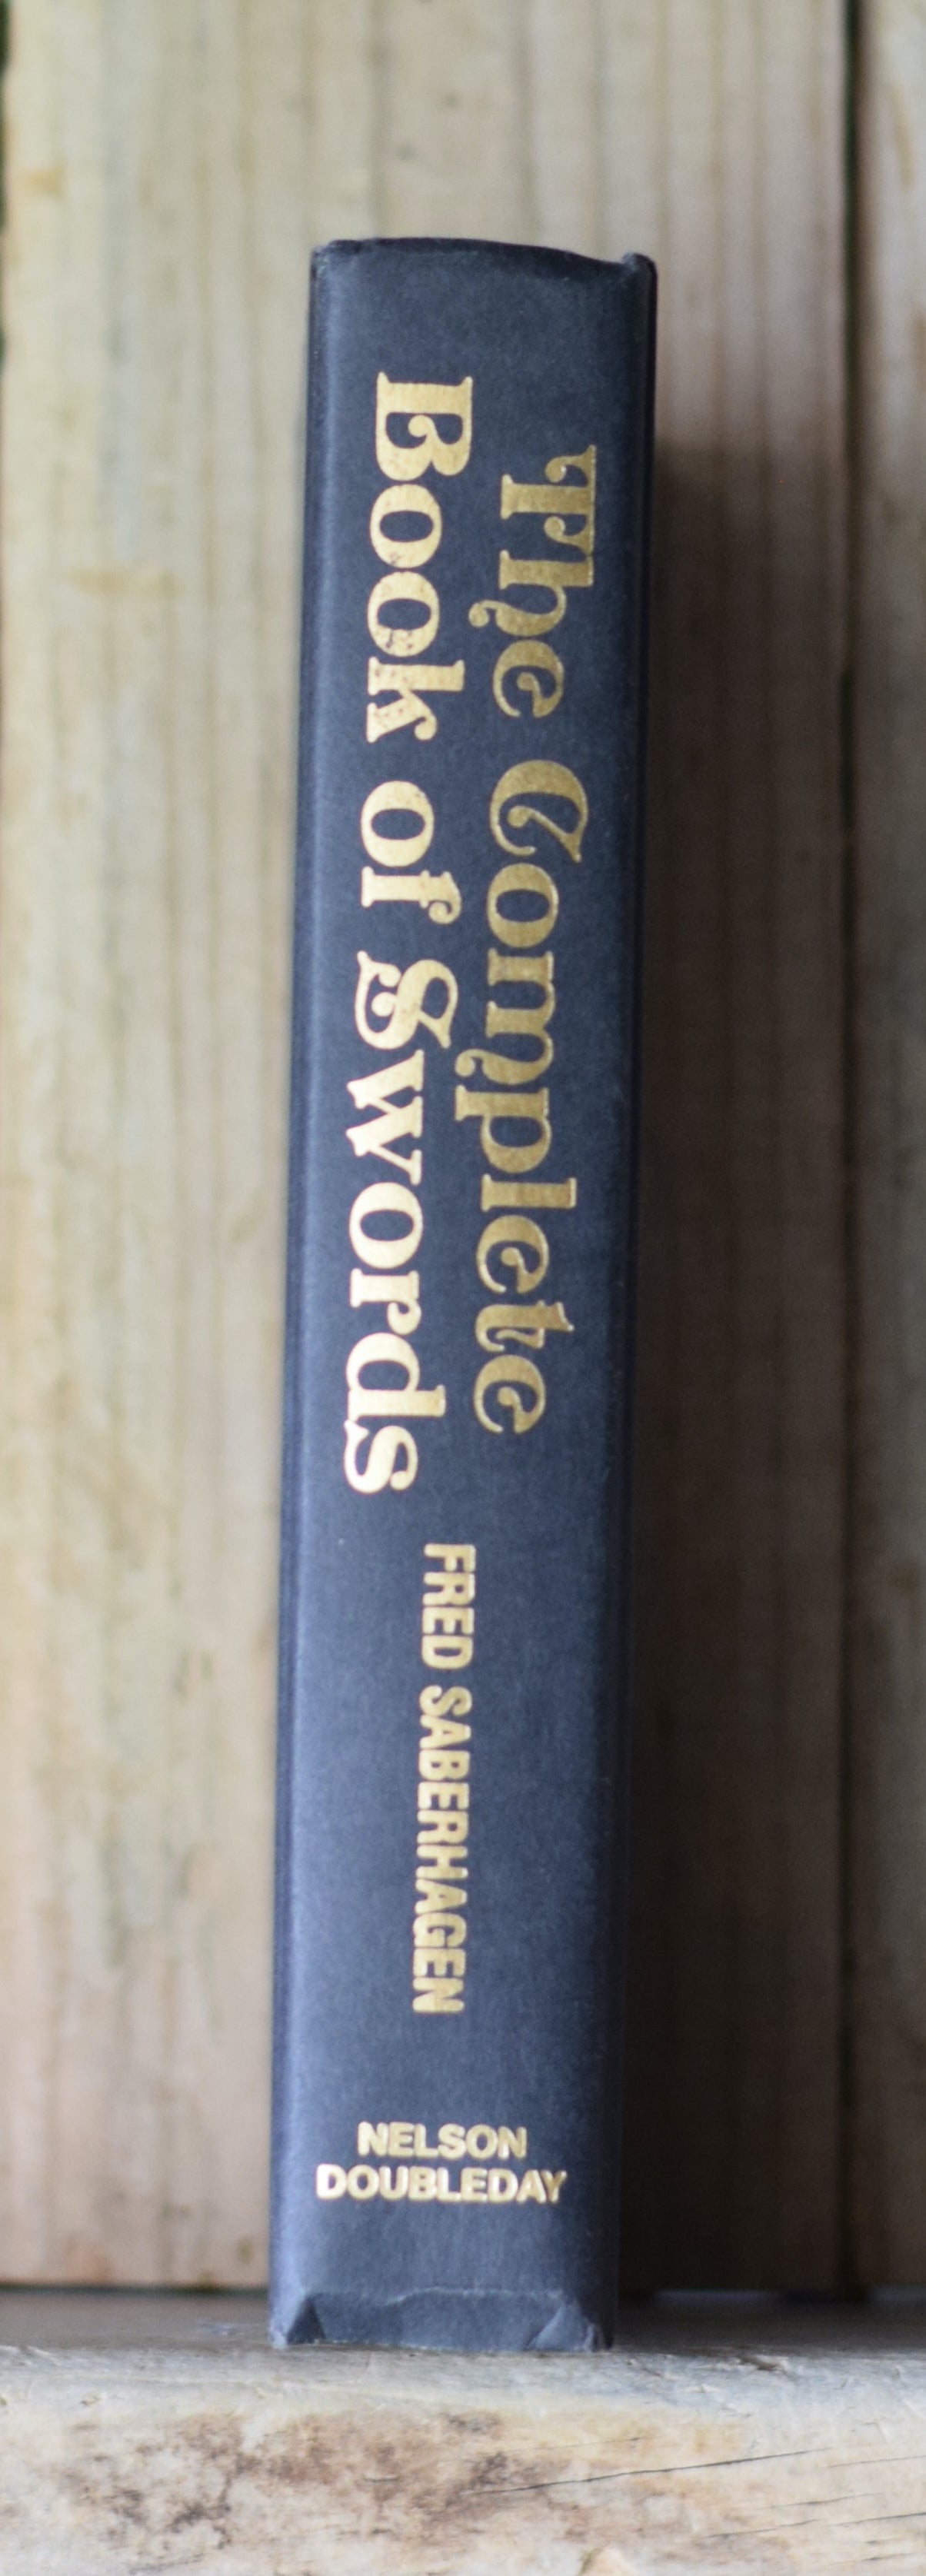 The Complete
Book of Swords
FRED SABERHAGEN
NELSON
DOUBLEDAY